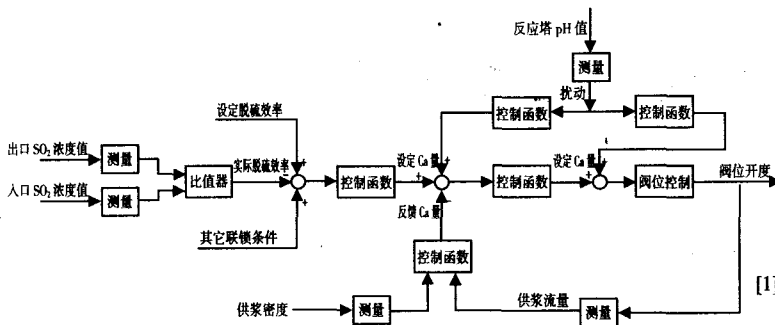 反应塔 pH 值
测量
扰动
控制函数
控制函数
设定脱硫效率
出口 SO₂ 浓度值
测量
入口 SO₂ 浓度值
测量
比值器
实际脱硫效率
控制函数
设定 Ca 量
控制函数
设定 Ca 量
阀位控制
阀位开度
其它联锁条件
反馈 Ca 量
控制函数
供浆密度
测量
供浆流量
测量
[1]